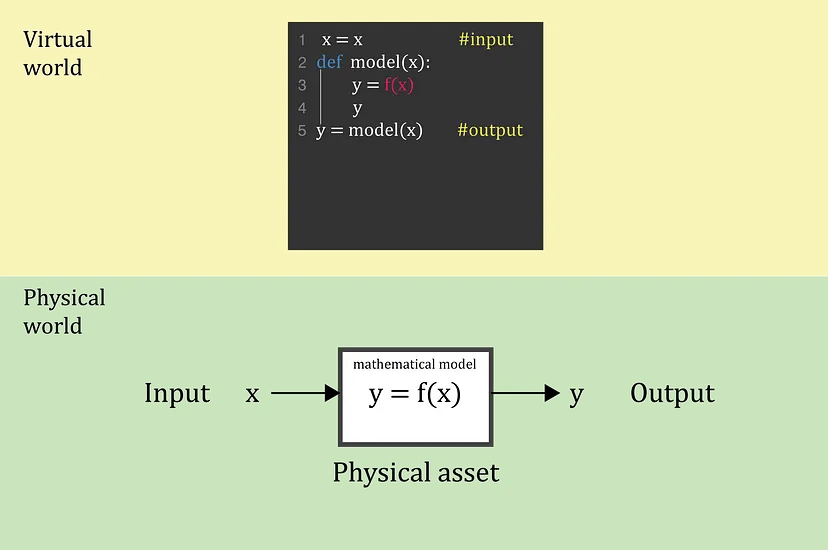 Virtual
world
1 x = x #input
2 def model(x):
3 y = f(x)
4 y
5 y = model(x) #output
Physical
world
mathematical model
Input x y = f(x) y Output
Physical asset